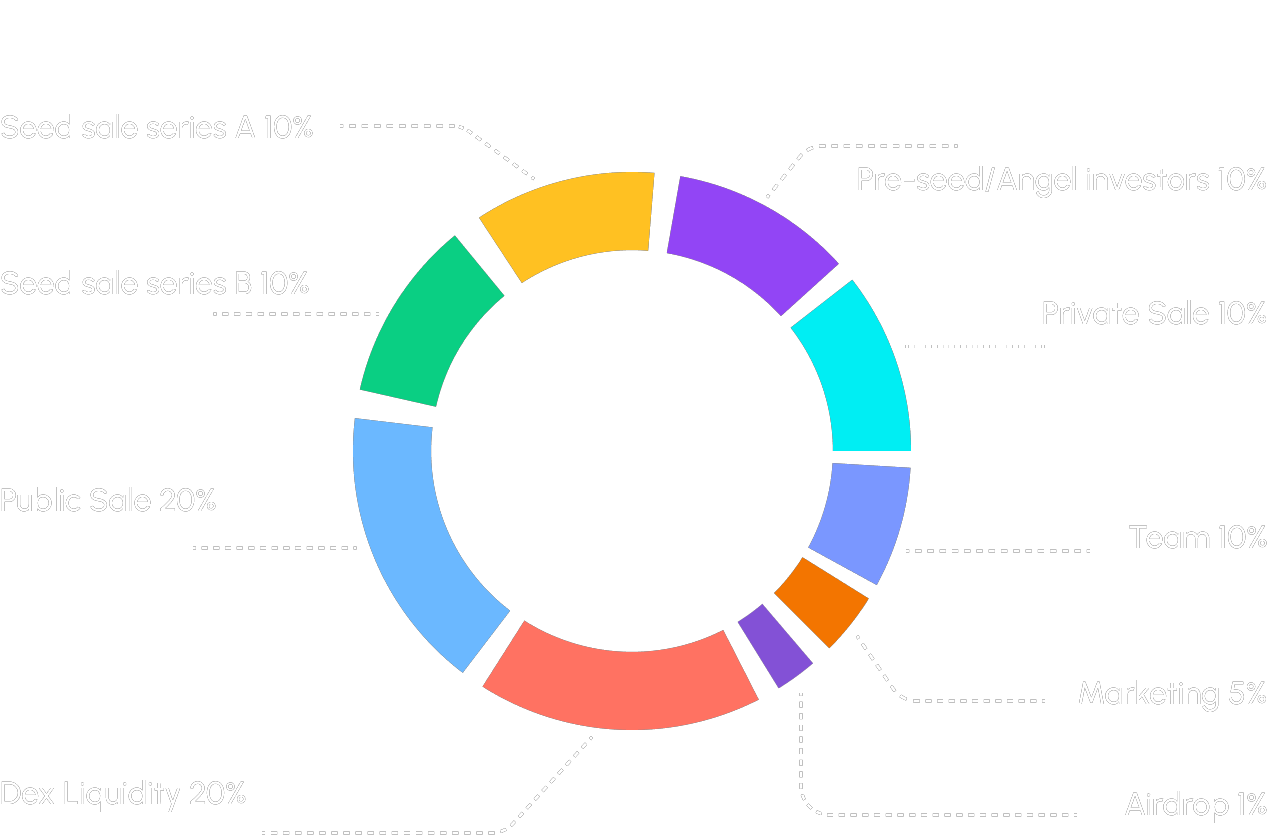 Seed sale series A 10%
Pre-seed/Angel investors 10%
Seed sale series B 10%
Private Sale 10%
Public Sale 20%
Team 10%
Marketing 5%
Dex Liquidity 20%
Airdrop 1%